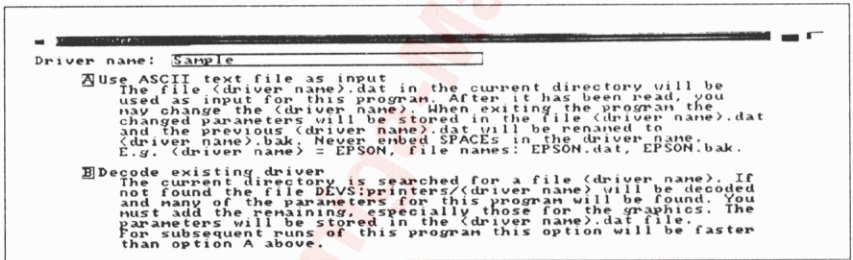 Driver name: Sample
A Use ASCII text file as input
The file <driver name>.dat in the current directory will be
used as input for this program. After it has been read, you
may change the <driver name>. When exiting the program the
changed parameters will be stored in the file <driver name>.dat
and the previous <driver name>.dat will be renamed to
<driver name>.bak. Never embed SPACEs in the driver name.
E.g. <driver name> = EPSON, file names: EPSON.dat, EPSON.bak.
B Decode existing driver
The current directory is searched for a file <driver name>. If
not found the file DEVS:printers/<driver name> will be decoded
and many of the parameters for this program will be found. You
must add the remaining, especially those for the graphics. The
parameters will be stored in the <driver name>.dat file.
For subsequent runs of this program this option will be faster
than option A above.